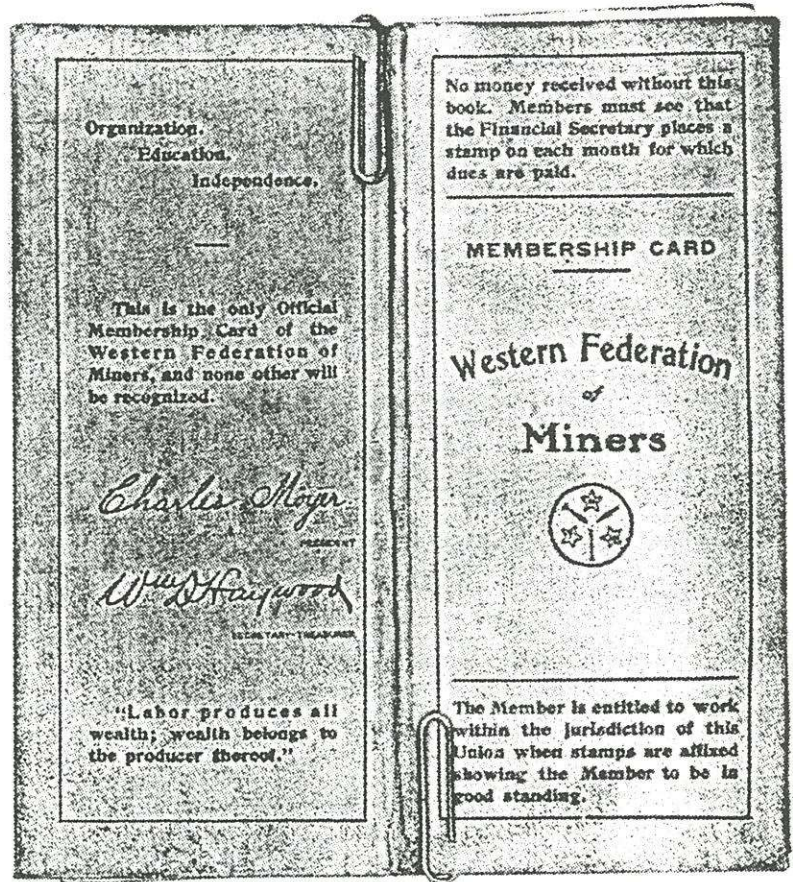 Organization.
Education.
Independence.
This is the only Official
Membership Card of the
Western Federation of
Miners, and none other will
be recognized.
Charles Moyer
PRESIDENT
Wm D Haywood
SECRETARY-TREASURER
"Labor produces all
wealth; wealth belongs to
the producer thereof."
No money received without this
book. Members must see that
the Financial Secretary places a
stamp on each month for which
dues are paid.
MEMBERSHIP CARD
Western Federation
of
Miners
The Member is entitled to work
within the jurisdiction of this
Union when stamps are affixed
showing the Member to be in
good standing.